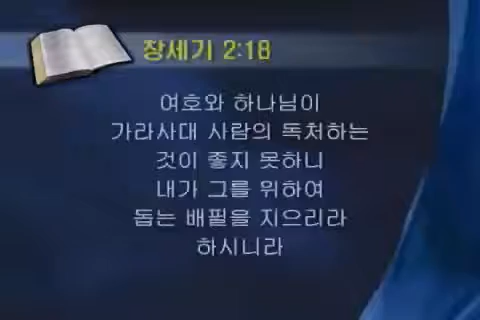 창세기 2:18
여호와 하나님이
가라사대 사람의 독처하는
것이 좋지 못하니
내가 그를 위하여
돕는 배필을 지으리라
하시니라